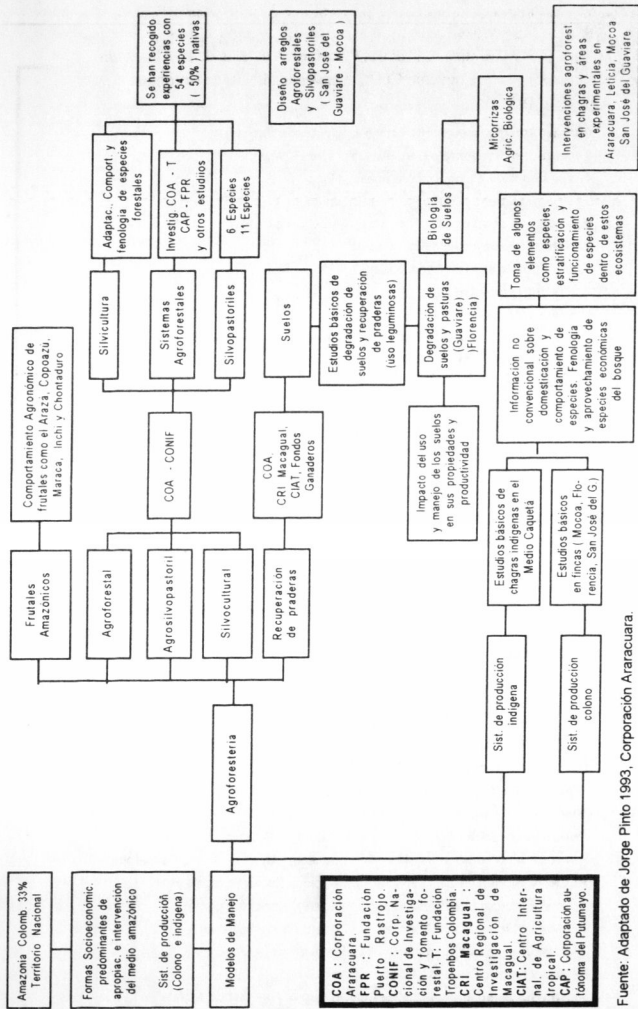 Amazonía Colomb. 33%
Territorio Nacional
Formas Socioeconómic.
predominantes de
apropiac. e intervención
del medio amazónico
Sist. de producción
(Colono e indígena)
Modelos de Manejo
Agroforestería
Frutales
Amazónicos
Comportamiento Agronómico de
frutales como el Arazá, Copoazu,
Maraca, Inchi y Chontaduro
Agroforestal
Agrosilvopastoril
Silvocultural
Recuperación
de praderas
COA - CONIF
COA
CRI Macagual,
CIAT, Fondos
Ganaderos
Silvicultura
Sistemas
Agroforestales
Silvopastoriles
Suelos
Adaptac., Comport. y
fenología de especies
forestales
Investig. COA - T
CAP - FPR
y otros estudiios
6 Especies
11 Especies
Se han recogido
experiencias con
54 especies
( 50% ) nativas
Diseño arreglos
Agroforestales
y Silvopastoriles
( San José del
Guaviare - Mocoa )
Estudios básicos de
degradación de
suelos y recuperación
de praderas
(uso leguminosas)
Impacto del uso
y manejo de los suelos
en sus propiedades y
productividad
Degradación de
suelos y pasturas
(Guaviare)
)Florencia)
Biología
de Suelos
Micorrizas
Agric. Biológica
Sist. de producción
indígena
Sist. de producción
colono
Estudios básicos de
chagras indígenas en el
Medio Caquetá
Estudios básicos
en fincas ( Mocoa, Flo-
rencia, San José del G.)
Información no
convencional sobre
domesticación y
comportamiento de
especies. Fenología
y aprovechamiento de
especies económicas
del bosque
Toma de algunos
elementos
como especies,
estratificación y
funcionamiento
de especies
dentro de estos
ecosistemas
Intervenciones agroforest.
en chagras y áreas
experimentales en
Araracuara, Leticia, Mocoa
San José del Guaviare
COA : Corporación
Araracuara.
FPR : Fundación
Puerto Rastrojo.
CONIF : Corp. Na-
cional de Investiga-
ción y fomento fo-
restal. T: Fundación
Tropenbos Colombia.
CRI Macagual :
Centro Regional de
Investigación de
Macagual.
CIAT: Centro Inter-
nal. de Agricultura
tropical.
CAP : Corporación au-
tónoma del Putumayo.
Fuente: Adaptado de Jorge Pinto 1993, Corporación Araracuara.